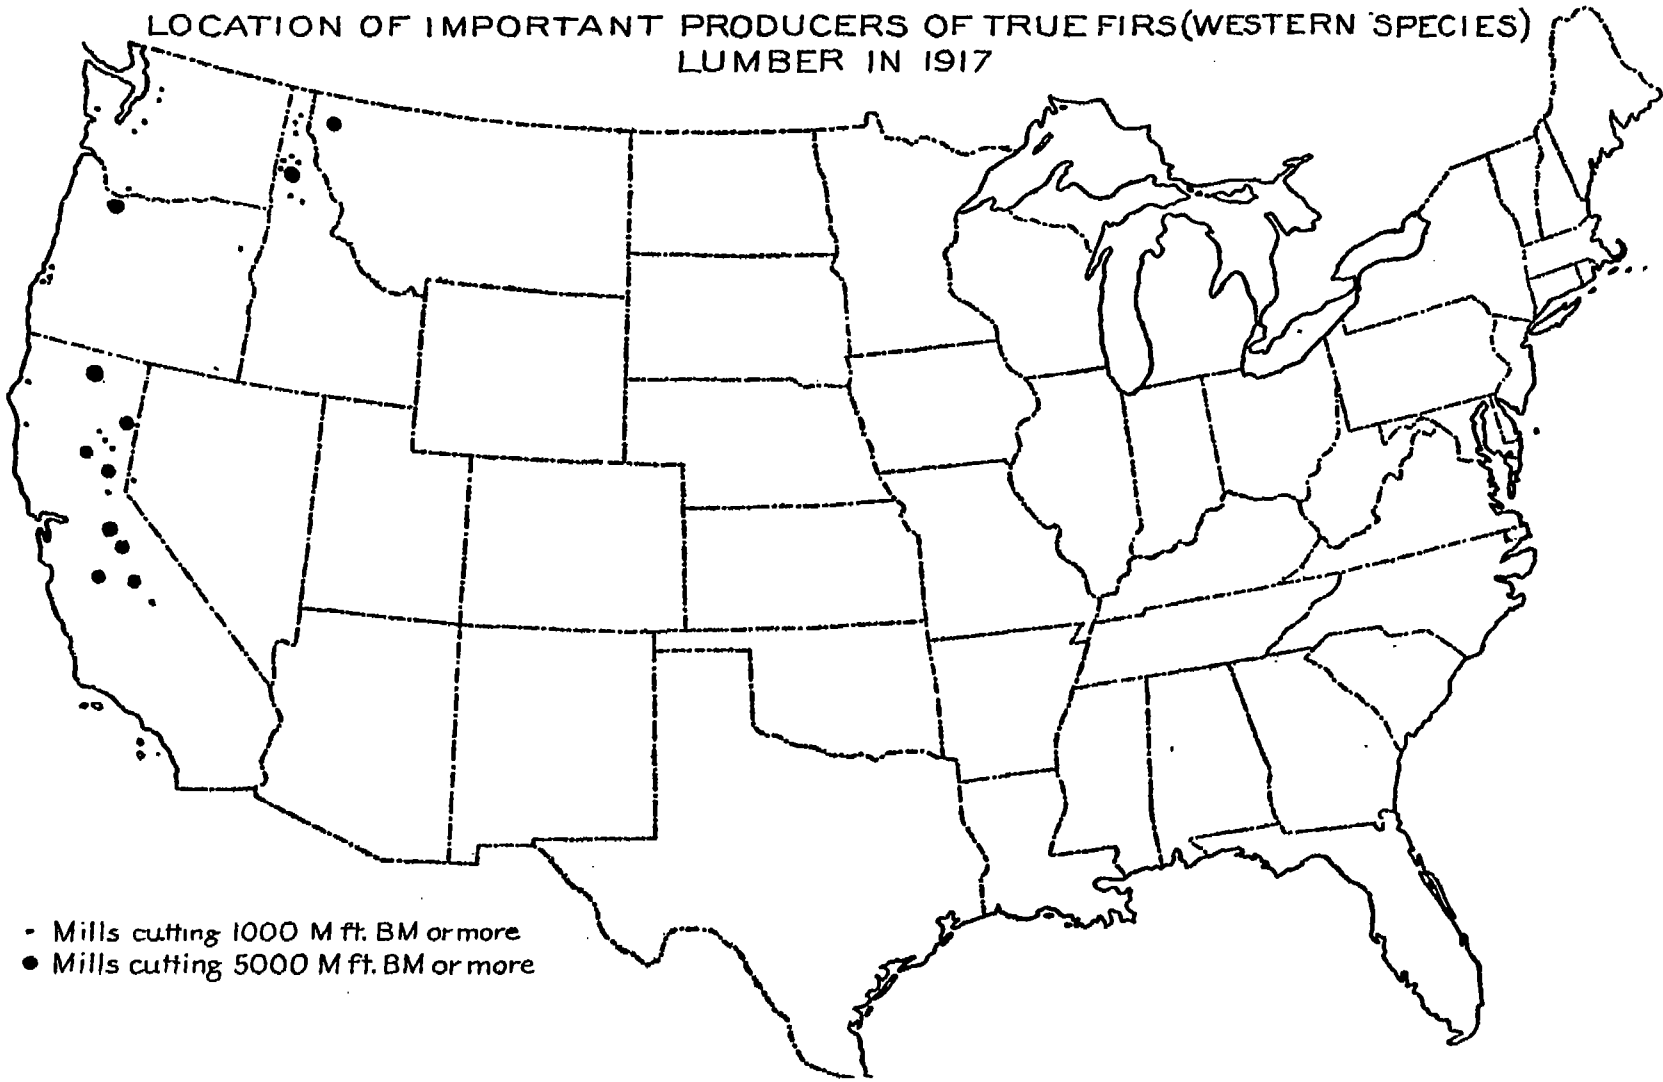 LOCATION OF IMPORTANT PRODUCERS OF TRUE FIRS (WESTERN SPECIES)
LUMBER IN 1917
- Mills cutting 1000 M ft. BM or more
● Mills cutting 5000 M ft. BM or more